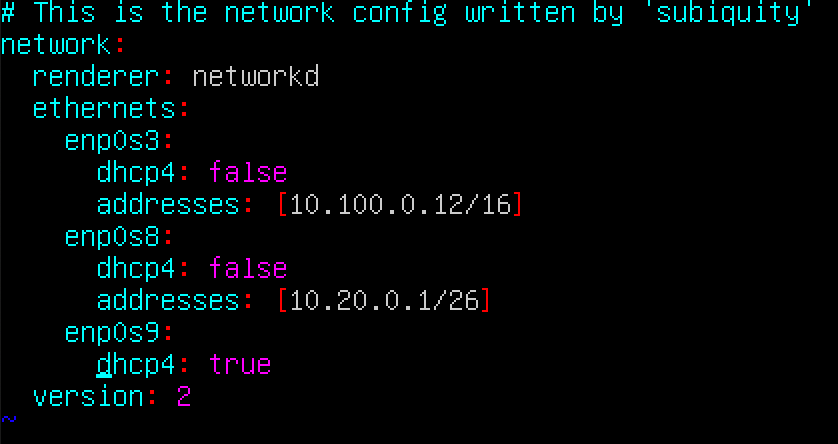 # This is the network config written by 'subiquity'
network:
  renderer: networkd
  ethernets:
    enp0s3:
      dhcp4: false
      addresses: [10.100.0.12/16]
    enp0s8:
      dhcp4: false
      addresses: [10.20.0.1/26]
    enp0s9:
      dhcp4: true
  version: 2
~